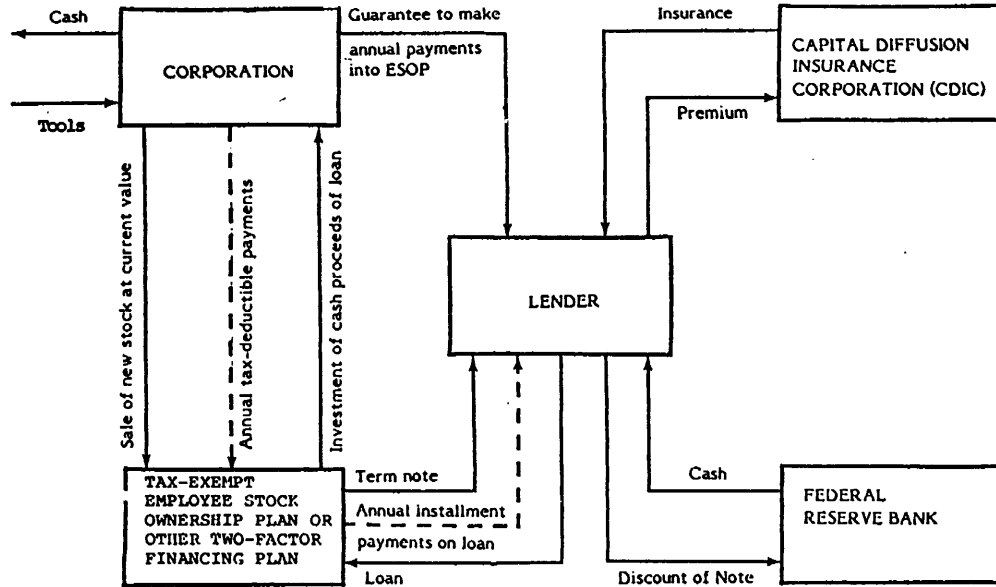 Cash
CORPORATION
Tools
Guarantee to make
annual payments
into ESOP
Insurance
CAPITAL DIFFUSION
INSURANCE
CORPORATION (CDIC)
Premium
Sale of new stock at current value
Annual tax-deductible payments
Investment of cash proceeds of loan
LENDER
TAX-EXEMPT
EMPLOYEE STOCK
OWNERSHIP PLAN OR
OTHER TWO-FACTOR
FINANCING PLAN
Term note
Annual installment
payments on loan
Loan
Cash
FEDERAL
RESERVE BANK
Discount of Note